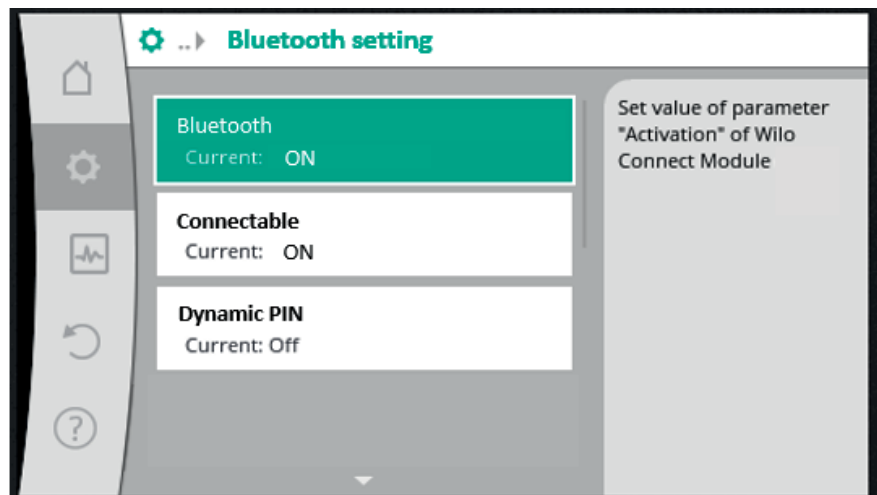 ..▸ Bluetooth setting
Bluetooth
Current: ON
Connectable
Current: ON
Dynamic PIN
Current: Off
Set value of parameter
"Activation" of Wilo
Connect Module
?